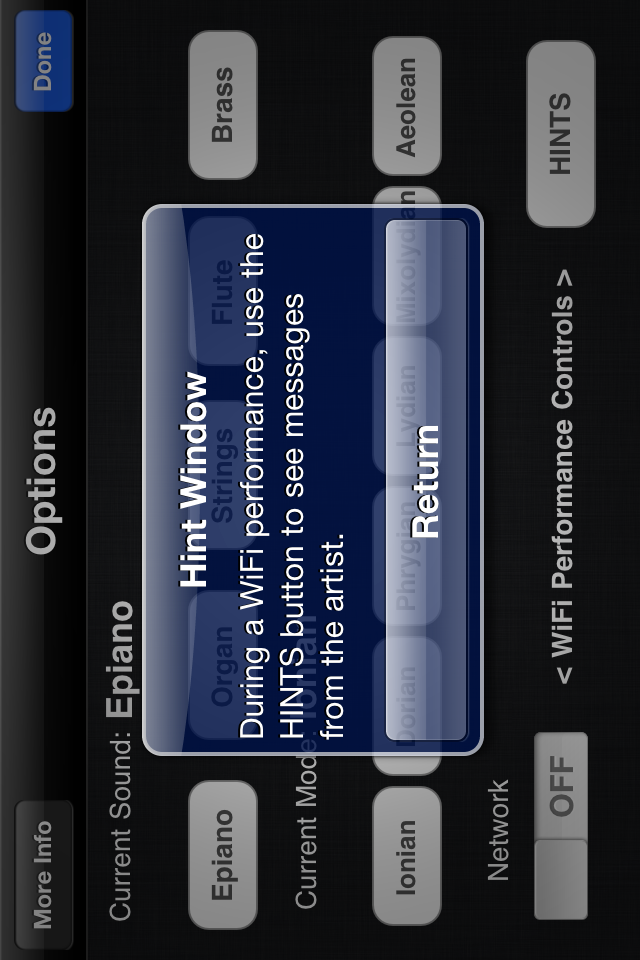 More Info
Options
Done
Current Sound: Epiano
Epiano
Organ
Strings
Flute
Brass
Hint Window
During a WiFi performance, use the
HINTS button to see messages
from the artist.
Return
Current Mode: Ionian
Ionian
Dorian
Phrygian
Lydian
Mixolydian
Aeolean
Network
OFF
< WiFi Performance Controls >
HINTS